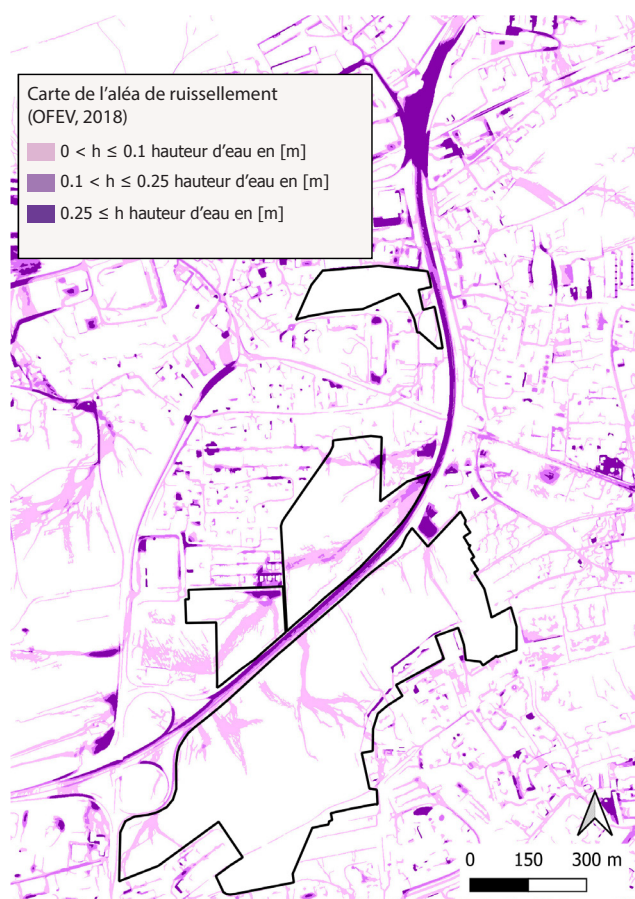 Carte de l'aléa de ruissellement
(OFEV, 2018)
0 < h ≤ 0.1 hauteur d'eau en [m]
0.1 < h ≤ 0.25 hauteur d'eau en [m]
0.25 ≤ h hauteur d'eau en [m]
0 150 300 m